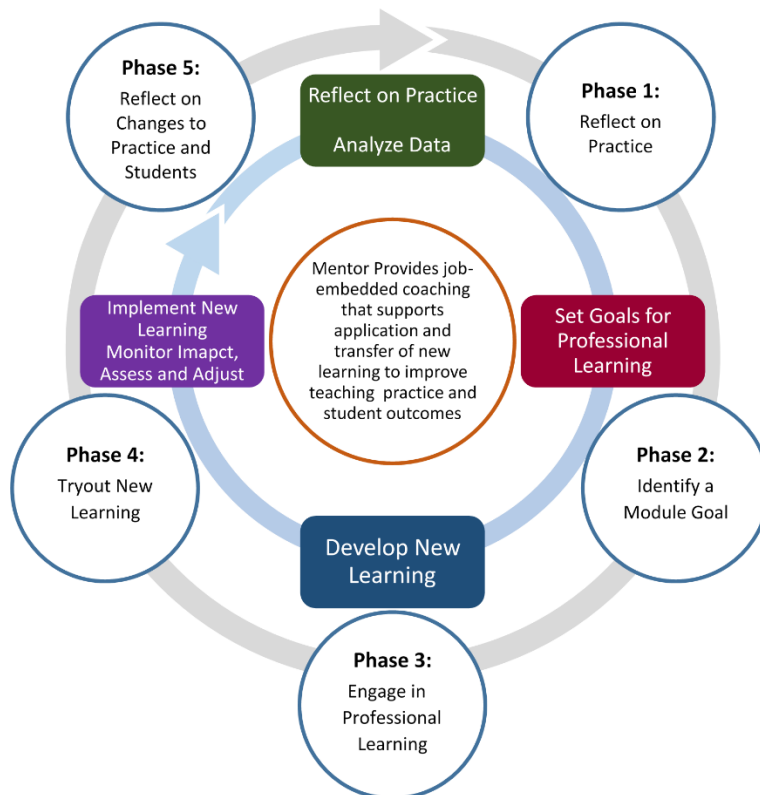 Phase 5:
Reflect on
Changes to
Practice and
Students
Reflect on Practice
Analyze Data
Phase 1:
Reflect on
Practice
Implement New
Learning
Monitor Imapct,
Assess and Adjust
Mentor Provides job-
embedded coaching
that supports
application and
transfer of new
learning to improve
teaching practice and
student outcomes
Set Goals for
Professional
Learning
Phase 4:
Tryout New
Learning
Phase 2:
Identify a
Module Goal
Develop New
Learning
Phase 3:
Engage in
Professional
Learning